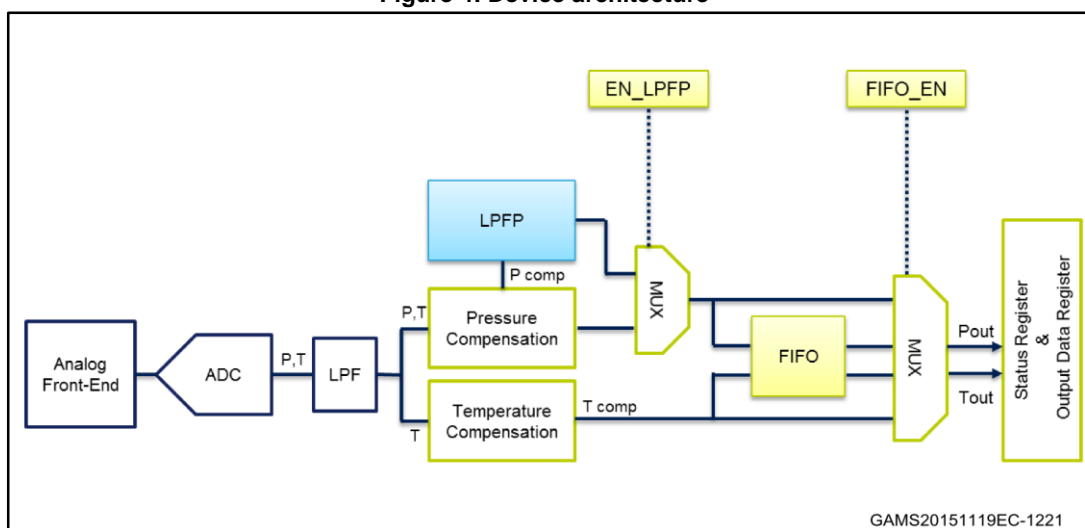 Figure 4. Device architecture
EN_LPFP
FIFO_EN
LPFP
P comp
MUX
P,T
Pressure
Compensation
Analog
Front-End
ADC
P,T
LPF
FIFO
MUX
Pout
Tout
Status Register
&
Output Data Register
T
Temperature
Compensation
T comp
GAMS20151119EC-1221